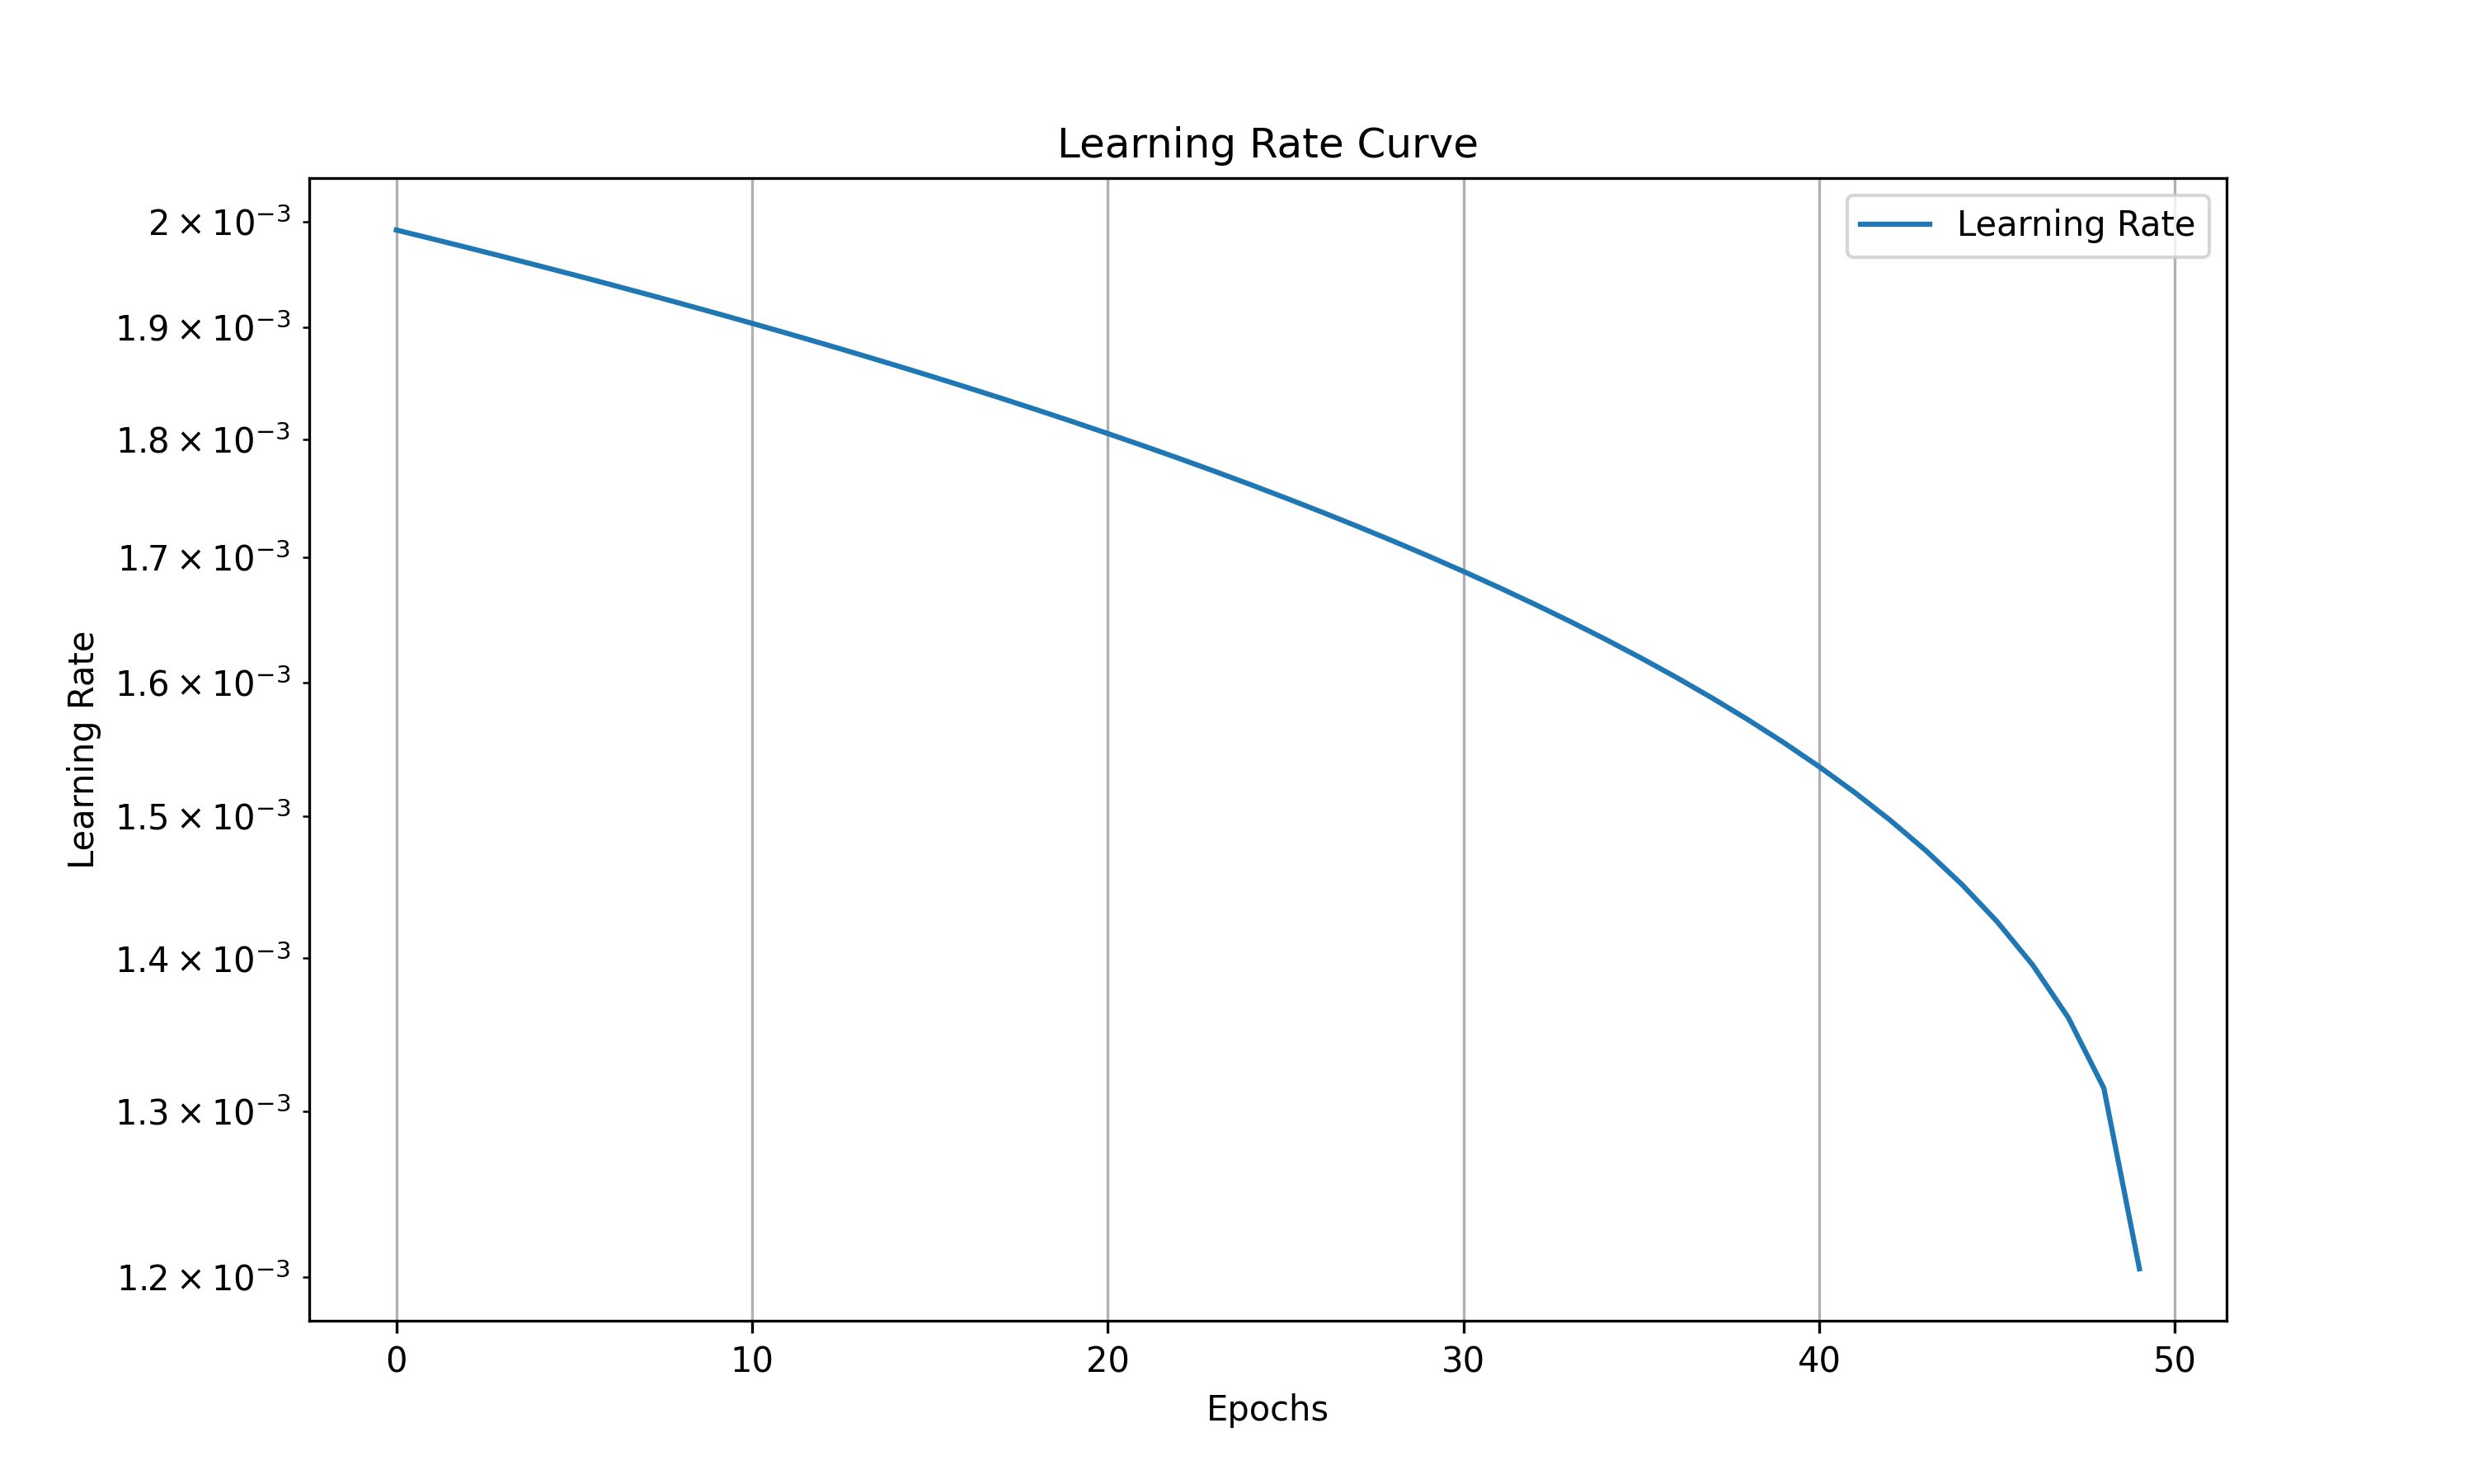 Learning Rate Curve
Learning Rate
2 × 10⁻³
1.9 × 10⁻³
1.8 × 10⁻³
1.7 × 10⁻³
1.6 × 10⁻³
1.5 × 10⁻³
1.4 × 10⁻³
1.3 × 10⁻³
1.2 × 10⁻³
Learning Rate
0 10 20 30 40 50
Epochs